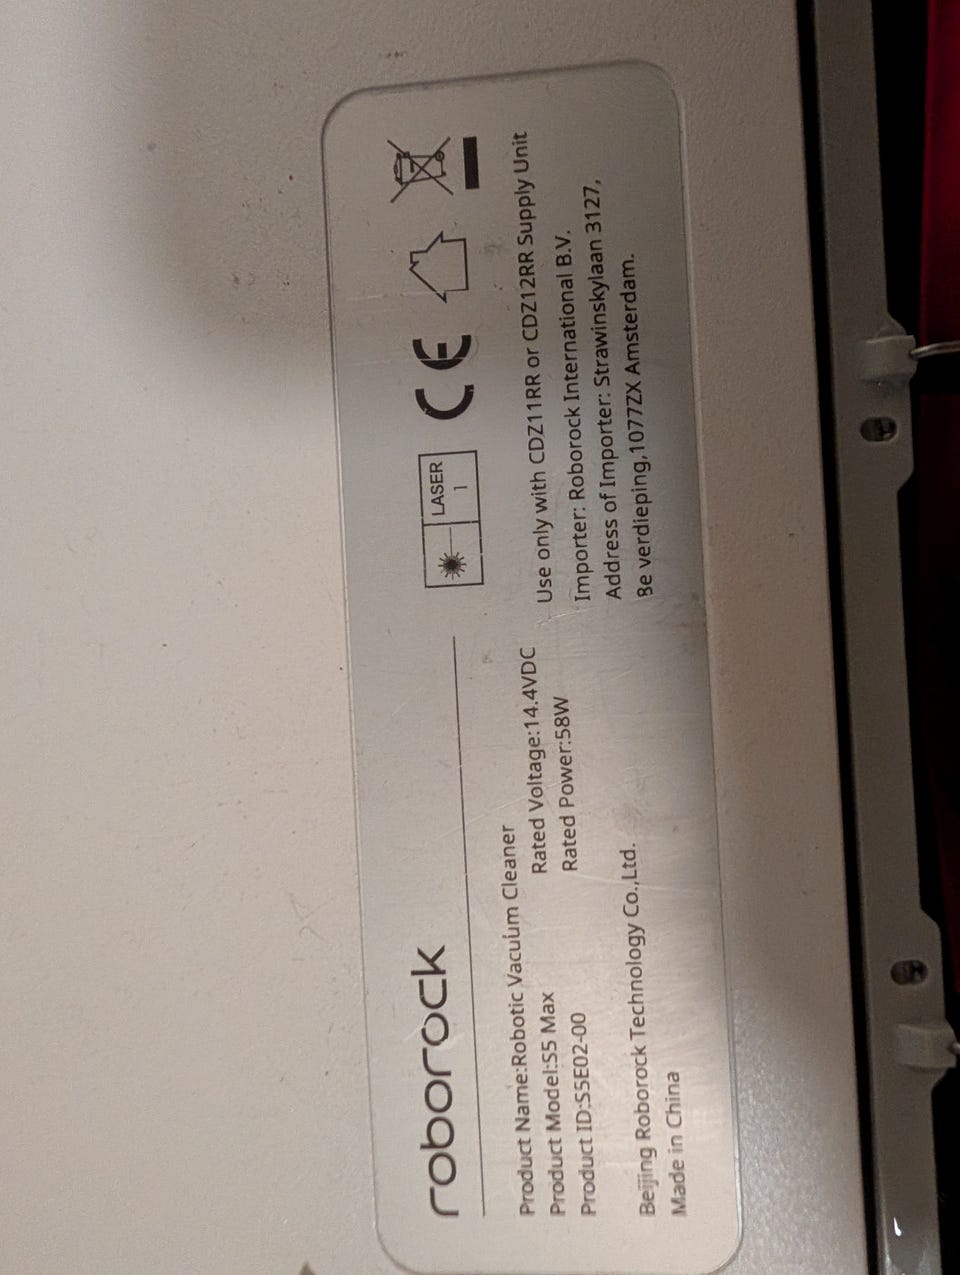 roborock
Product Name:Robotic Vacuum Cleaner
Product Model:S5 Max
Rated Voltage:14.4VDC
Product ID:S5E02-00
Rated Power:58W
Beijing Roborock Technology Co.,Ltd.
Made in China
LASER
1
CE
Use only with CDZ11RR or CDZ12RR Supply Unit
Importer: Roborock International B.V.
Address of Importer: Strawinskylaan 3127,
8e verdieping,1077ZX Amsterdam.